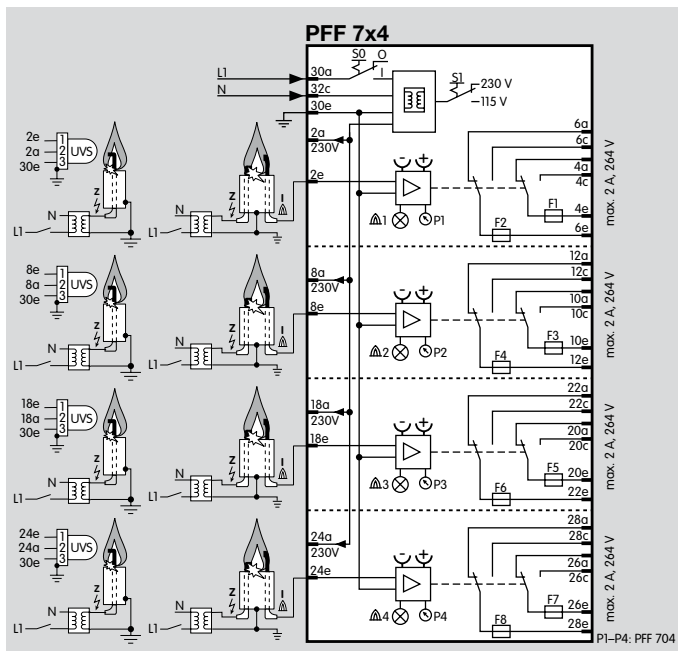 PFF 7x4
S0 O
I
L1 30a
N 32c
30e
S1
230 V
115 V
2e 1
2a 2 UVS
30e 3
Z
N
L1
Z
N
L1
I
2a
230V
2e
- +
1 P1
6a
6c
4a
4c
F1 4e
F2 6e
max. 2 A, 264 V
8e 1
8a 2 UVS
30e 3
Z
N
L1
Z
N
L1
I
8a
230V
8e
- +
2 P2
12a
12c
10a
10c
F3 10e
F4 12e
max. 2 A, 264 V
18e 1
18a 2 UVS
30e 3
Z
N
L1
Z
N
L1
I
18a
230V
18e
- +
3 P3
22a
22c
20a
20c
F5 20e
F6 22e
max. 2 A, 264 V
24e 1
24a 2 UVS
30e 3
Z
N
L1
Z
N
L1
I
24a
230V
24e
- +
4 P4
28a
28c
26a
26c
F7 26e
F8 28e
max. 2 A, 264 V
P1–P4: PFF 704